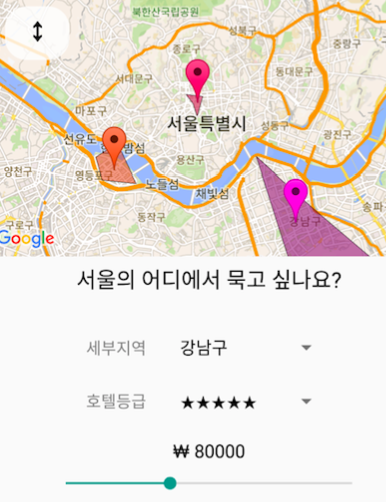 북한산국립공원
성북구
중랑구
종로구
서대문구
동대문구
마포구
서울특별시
성동구
광진구
선유도
밤섬
용산구
양천구
영등포구
노들섬
채빛섬
송파
강남구
동작구
구로구
Google
서울의 어디에서 묵고 싶나요?
세부지역 강남구
호텔등급 ★★★★★
₩ 80000